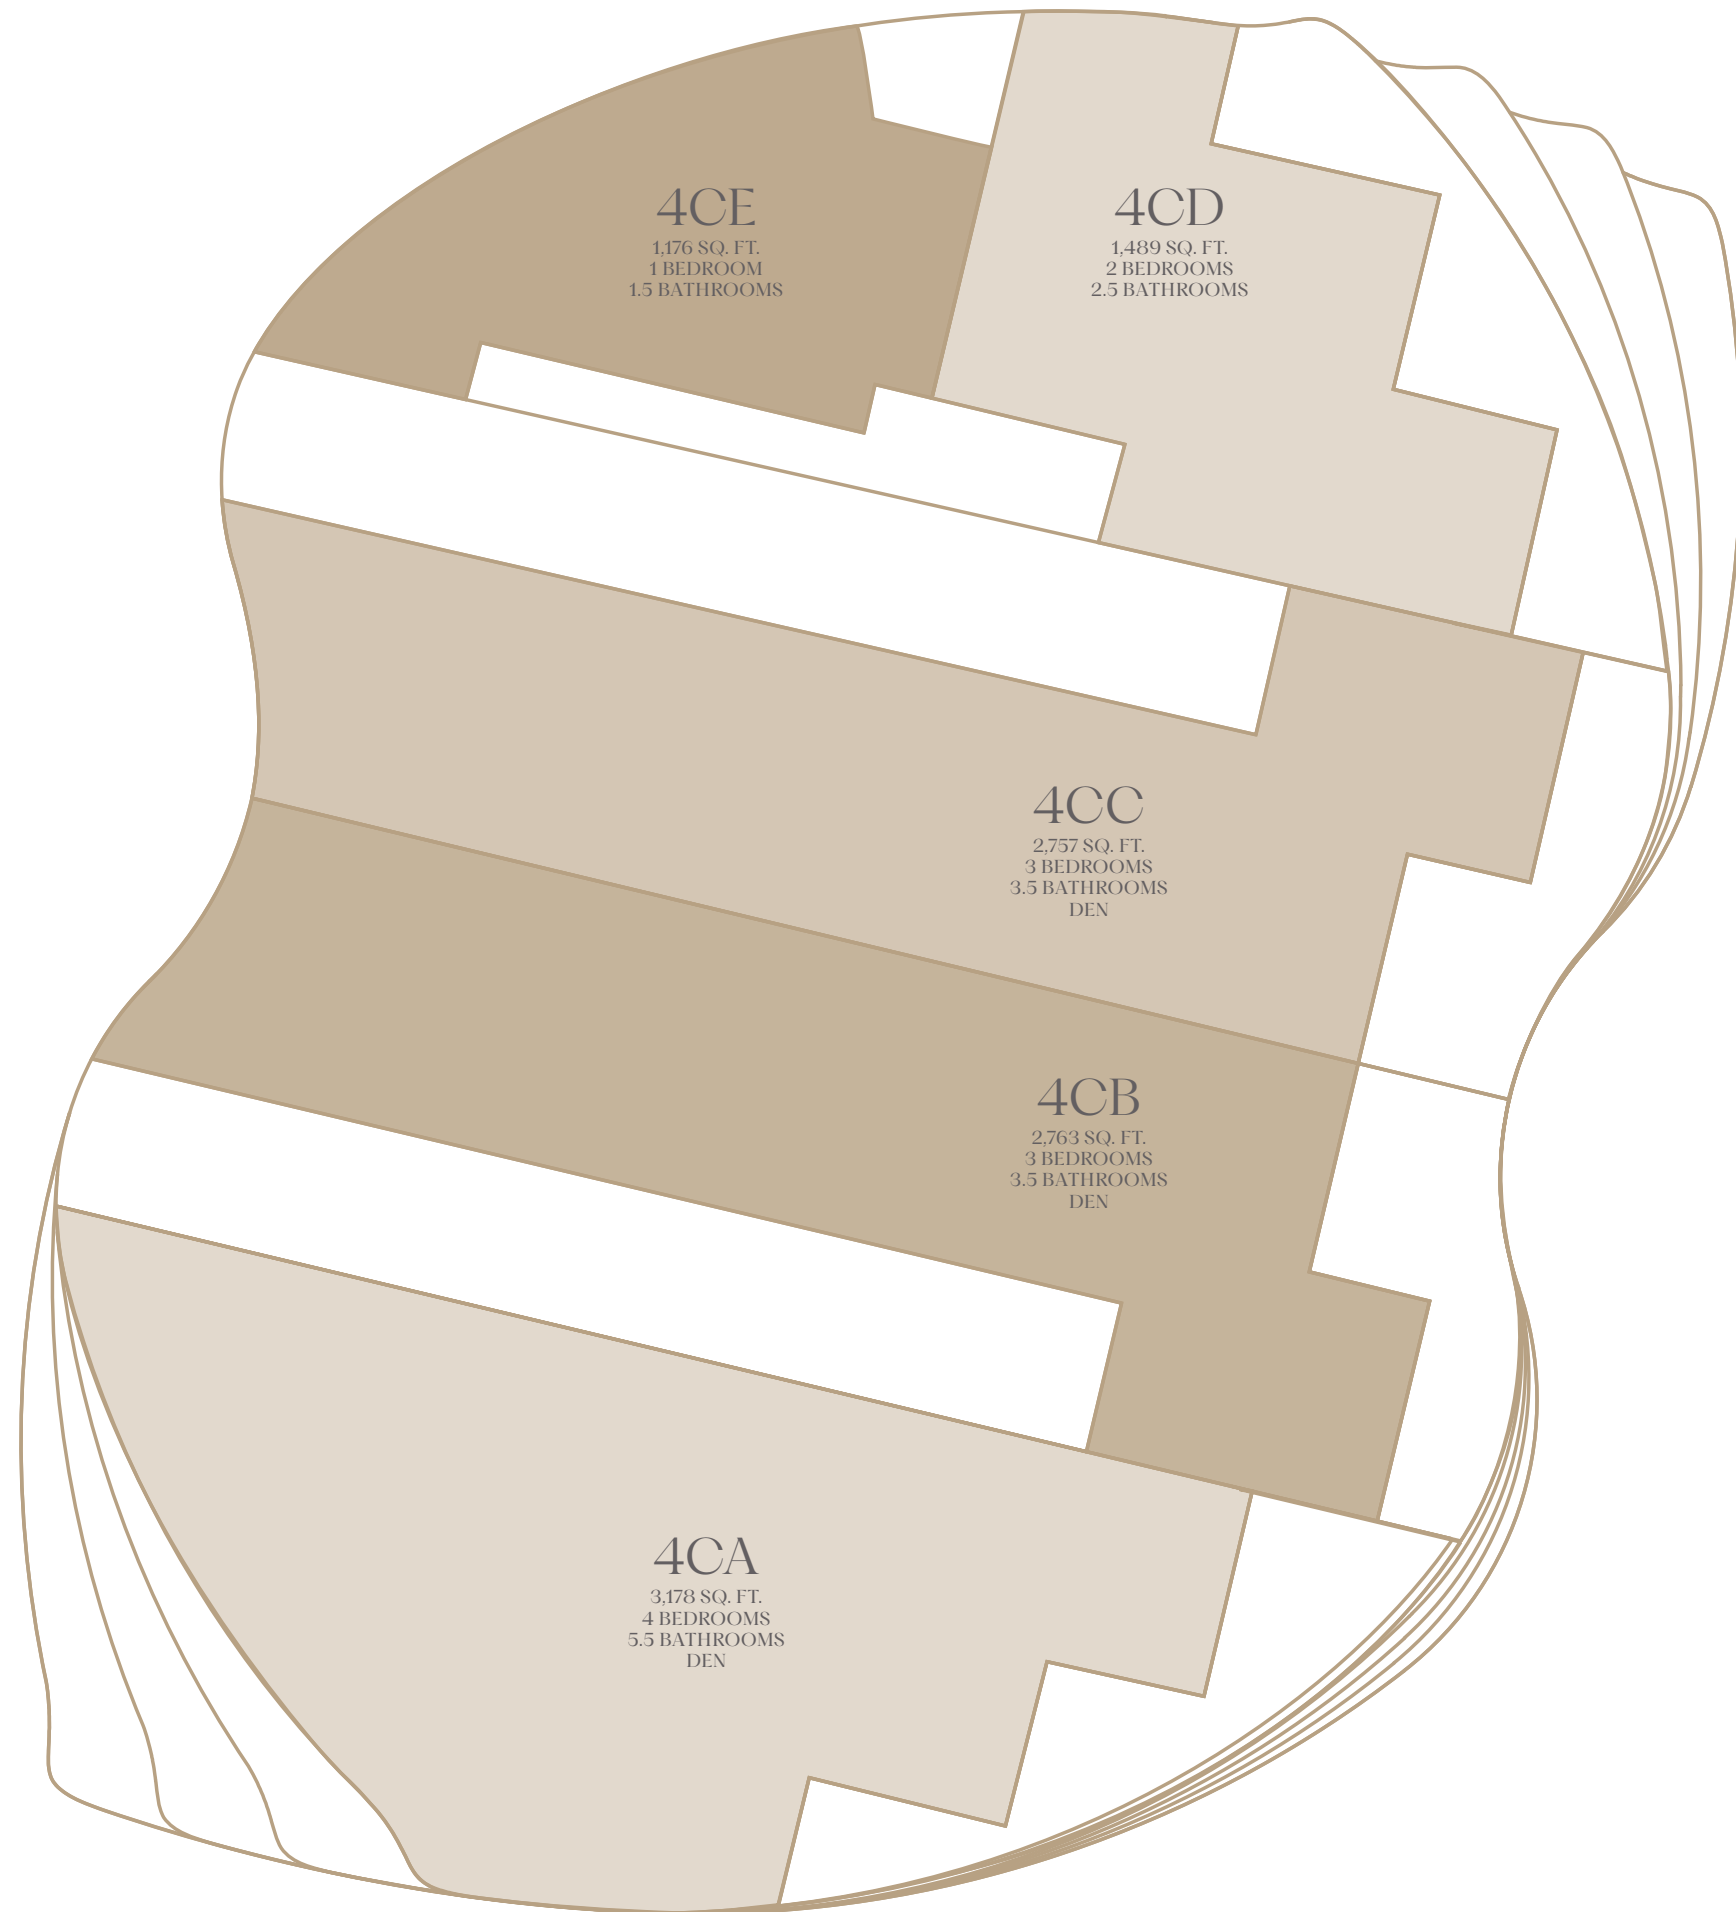 4CE
1,176 SQ. FT.
1 BEDROOM
1.5 BATHROOMS
4CD
1,489 SQ. FT.
2 BEDROOMS
2.5 BATHROOMS
4CC
2,757 SQ. FT.
3 BEDROOMS
3.5 BATHROOMS
DEN
4CB
2,763 SQ. FT.
3 BEDROOMS
3.5 BATHROOMS
DEN
4CA
3,178 SQ. FT.
4 BEDROOMS
5.5 BATHROOMS
DEN